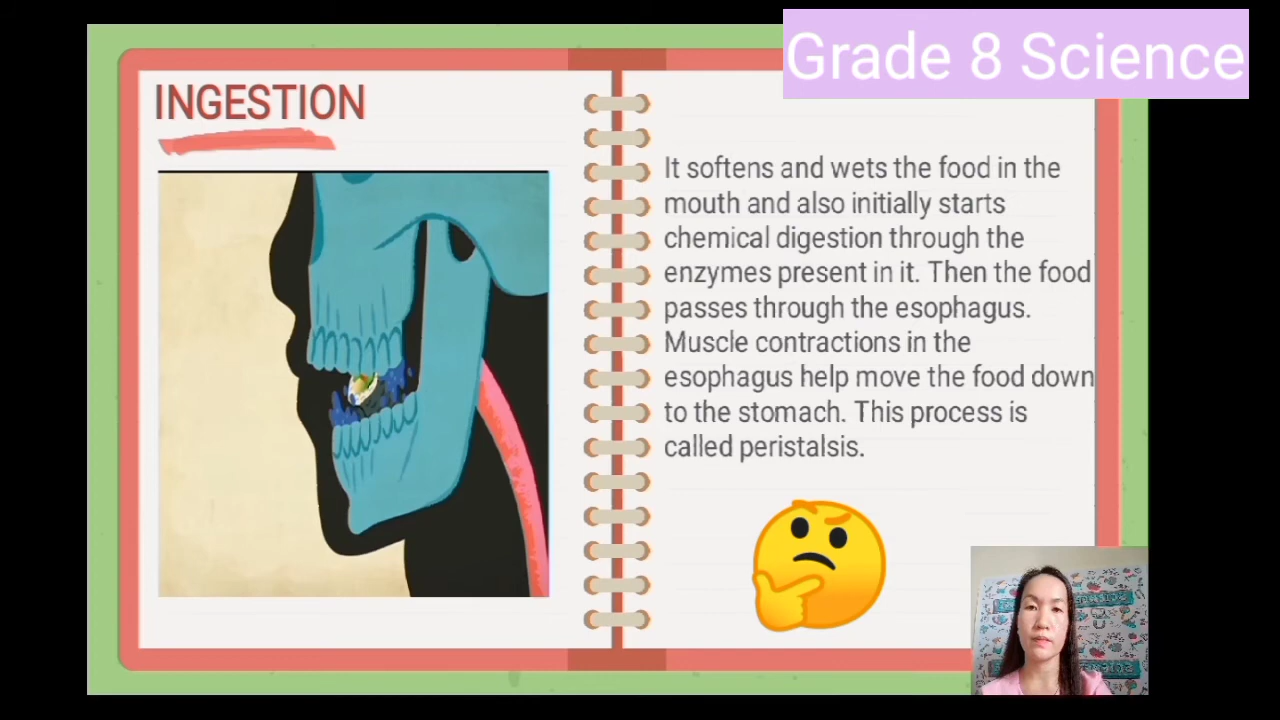 Grade 8 Science
INGESTION
It softens and wets the food in the
mouth and also initially starts
chemical digestion through the
enzymes present in it. Then the food
passes through the esophagus.
Muscle contractions in the
esophagus help move the food down
to the stomach. This process is
called peristalsis.